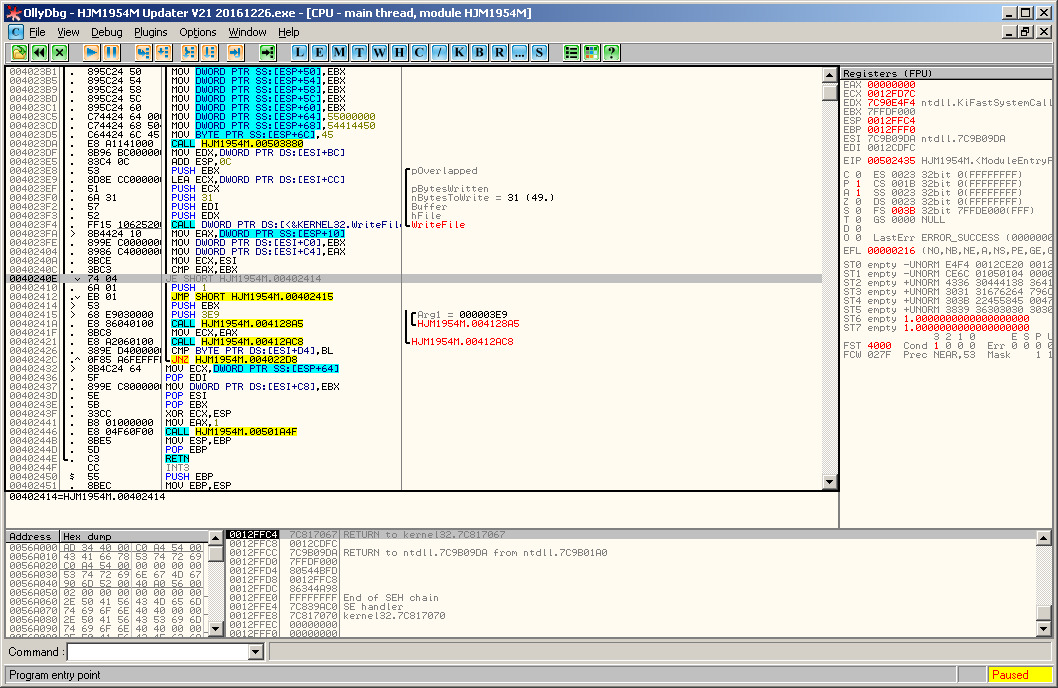 OllyDbg - HJM1954M Updater V21 20161226.exe - [CPU - main thread, module HJM1954M]
File View Debug Plugins Options Window Help
L E M T W H C / K B R ... S
004023B1 . 895C24 50 MOV DWORD PTR SS:[ESP+50],EBX
004023B5 . 895C24 54 MOV DWORD PTR SS:[ESP+54],EBX
004023B9 . 895C24 58 MOV DWORD PTR SS:[ESP+58],EBX
004023BD . 895C24 5C MOV DWORD PTR SS:[ESP+5C],EBX
004023C1 . 895C24 60 MOV DWORD PTR SS:[ESP+60],EBX
004023C5 . C74424 64 000 MOV DWORD PTR SS:[ESP+64],55000000
004023CD . C74424 68 504 MOV DWORD PTR SS:[ESP+68],54414450
004023D5 . C64424 6C 45 MOV BYTE PTR SS:[ESP+6C],45
004023DA . E8 A1141000 CALL HJM1954M.00503880
004023DF . 8B96 BC000000 MOV EDX,DWORD PTR DS:[ESI+BC]
004023E5 . 83C4 0C ADD ESP,0C
004023E8 . 53 PUSH EBX pOverlapped
004023E9 . 8D8E CC000000 LEA ECX,DWORD PTR DS:[ESI+CC]
004023EF . 51 PUSH ECX pBytesWritten
004023F0 . 6A 31 PUSH 31 nBytesToWrite = 31 (49.)
004023F2 . 57 PUSH EDI Buffer
004023F3 . 52 PUSH EDX hFile
004023F4 . FF15 10625200 CALL DWORD PTR DS:[<&KERNEL32.WriteFile WriteFile
004023FA . 8B4424 10 MOV EAX,DWORD PTR SS:[ESP+10]
004023FE . 899E C0000000 MOV DWORD PTR DS:[ESI+C0],EBX
00402404 . 8986 C4000000 MOV DWORD PTR DS:[ESI+C4],EAX
0040240A . 8BCE MOV ECX,ESI
0040240C . 3BC3 CMP EAX,EBX
0040240E 74 04 JE SHORT HJM1954M.00402414
00402410 . 6A 01 PUSH 1
00402412 . EB 01 JMP SHORT HJM1954M.00402415
00402414 > 53 PUSH EBX
00402415 > 68 E9030000 PUSH 3E9 Arg1 = 000003E9
0040241A . E8 86040100 CALL HJM1954M.004128A5 HJM1954M.004128A5
0040241F . 8BC8 MOV ECX,EAX
00402421 . E8 A2060100 CALL HJM1954M.00412AC8 HJM1954M.00412AC8
00402426 . 389E D4000000 CMP BYTE PTR DS:[ESI+D4],BL
0040242C . 0F85 A6FEFFFF JNZ HJM1954M.004022D8
00402432 > 8B4C24 64 MOV ECX,DWORD PTR SS:[ESP+64]
00402436 . 5F POP EDI
00402437 . 899E C8000000 MOV DWORD PTR DS:[ESI+C8],EBX
0040243D . 5E POP ESI
0040243E . 5B POP EBX
0040243F . 33CC XOR ECX,ESP
00402441 . B8 01000000 MOV EAX,1
00402446 . E8 04F60F00 CALL HJM1954M.00501A4F
0040244B . 8BE5 MOV ESP,EBP
0040244D . 5D POP EBP
0040244E . C3 RETN
0040244F CC INT3
00402450 $ 55 PUSH EBP
00402451 . 8BEC MOV EBP,ESP
00402414=HJM1954M.00402414
Registers (FPU)
EAX 00000000
ECX 0012FD7C
EDX 7C90E4F4 ntdll.KiFastSystemCall
EBX 7FFDF000
ESP 0012FFC4
EBP 0012FFF0
ESI 7C9B09DA ntdll.7C9B09DA
EDI 0012CDFC
EIP 00502435 HJM1954M.<ModuleEntryP
C 0 ES 0023 32bit 0(FFFFFFFF)
P 1 CS 001B 32bit 0(FFFFFFFF)
A 1 SS 0023 32bit 0(FFFFFFFF)
Z 0 DS 0023 32bit 0(FFFFFFFF)
S 0 FS 003B 32bit 7FFDE000(FFF)
T 0 GS 0000 NULL
D 0
O 0 LastErr ERROR_SUCCESS (0000000
EFL 00000216 (NO,NB,NE,A,NS,PE,GE,G
ST0 empty -UNORM E4F4 0012CE20 0012
ST1 empty -UNORM CE6C 01050104 0000
ST2 empty +UNORM 4336 30444138 3641
ST3 empty +UNORM 3031 31676264 796C
ST4 empty +UNORM 303B 22455845 0047
ST5 empty +UNORM 3839 36303030 3030
ST6 empty 1.0000000000000000000
ST7 empty 1.0000000000000000000
3 2 1 0 E S P U
FST 4000 Cond 1 0 0 0 Err 0 0 0 0
FCW 027F Prec NEAR,53 Mask 1 1
Address Hex dump
0056A000 AD 34 40 00 C0 A4 54 00
0056A010 43 41 66 78 53 74 72 69
0056A020 C0 A4 54 00 00 00 00 00
0056A030 53 74 72 69 6E 67 4D 67
0056A040 90 6D 52 00 40 A0 56 00
0056A050 02 00 00 00 00 00 00 00
0056A060 2E 50 41 56 43 4D 65 6D
0056A070 74 69 6F 6E 40 40 00 00
0056A080 2E 50 41 56 43 53 69 6D
0056A090 74 69 6F 6E 40 40 00 00
0012FFC4 7C817067 RETURN to kernel32.7C817067
0012FFC8 0012CDFC
0012FFCC 7C9B09DA RETURN to ntdll.7C9B09DA from ntdll.7C9B01A0
0012FFD0 7FFDF000
0012FFD4 80544BFD
0012FFD8 0012FFC8
0012FFDC 86344A98
0012FFE0 FFFFFFFF End of SEH chain
0012FFE4 7C839AC0 SE handler
0012FFE8 7C817070 kernel32.7C817070
0012FFEC 00000000
0012FFF0 00000000
Command :
Program entry point
Paused